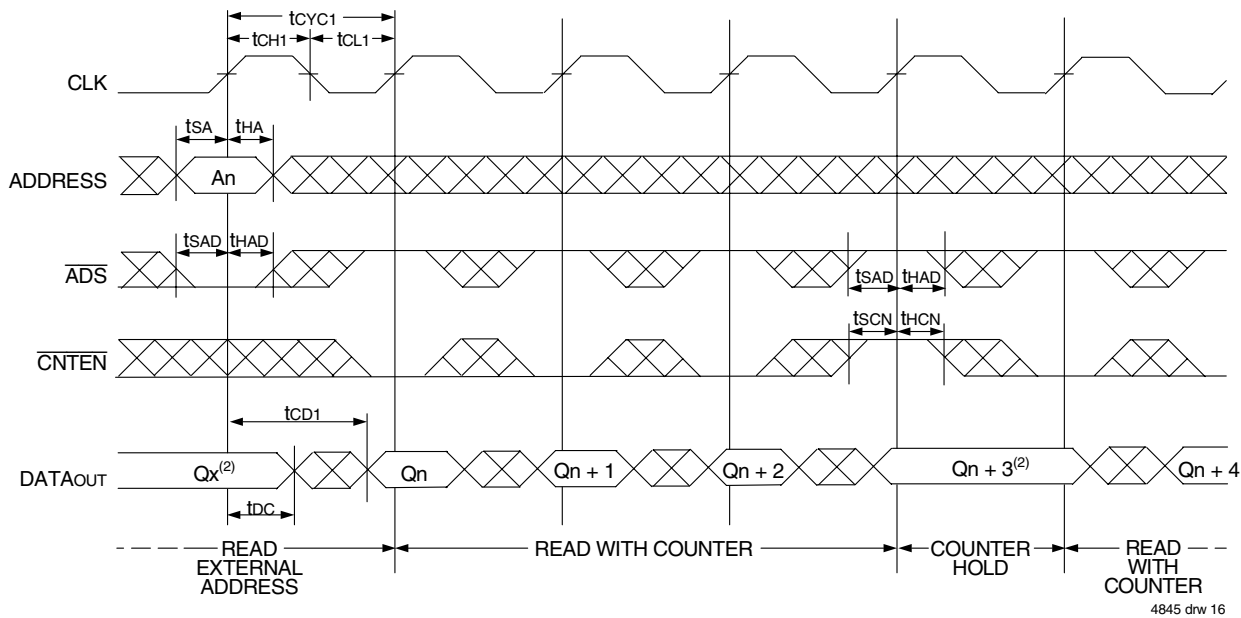 tCYC1
tCH1 tCL1
CLK
tSA tHA
ADDRESS An
tSAD tHAD
ADS
tSAD tHAD
tSCN tHCN
CNTEN
tCD1
DATAOUT Qx(2) Qn Qn + 1 Qn + 2 Qn + 3(2) Qn + 4
tDC
READ EXTERNAL ADDRESS
READ WITH COUNTER
COUNTER HOLD
READ WITH COUNTER
4845 drw 16